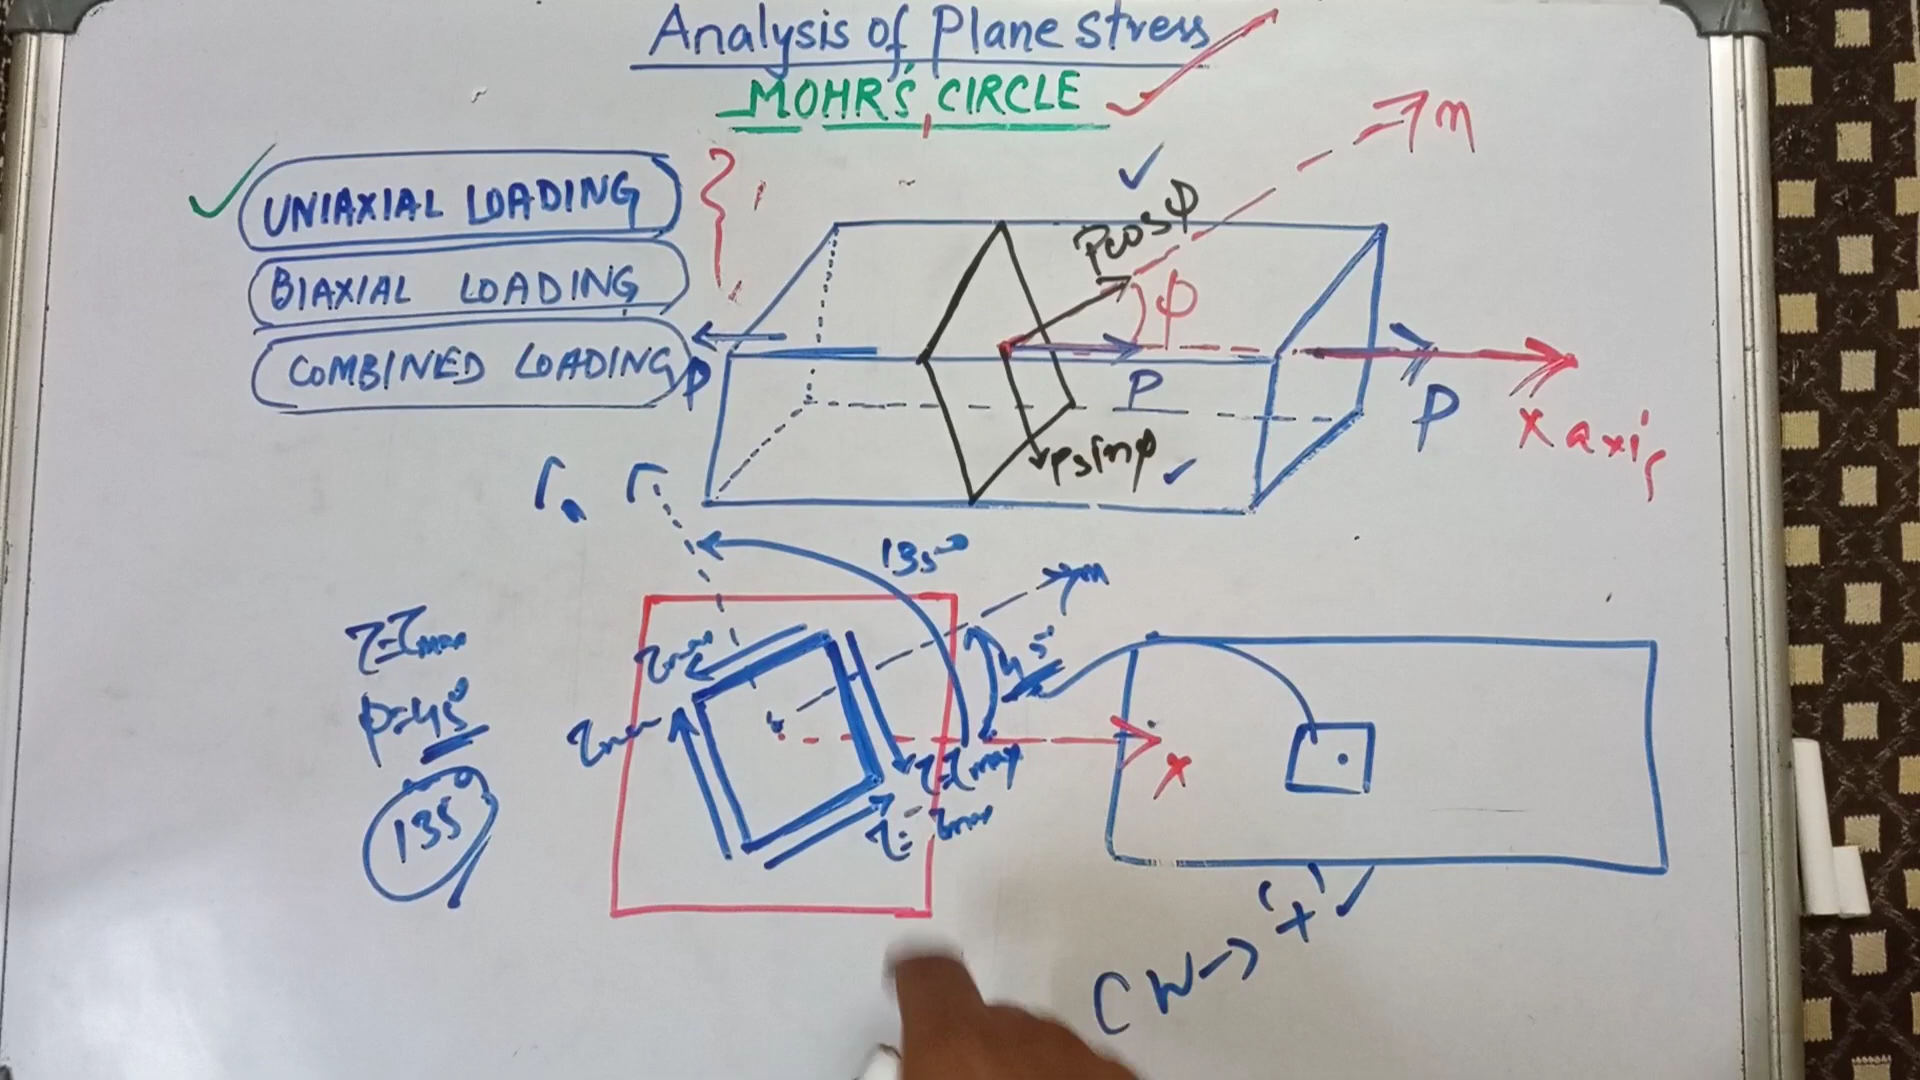 Analysis of Plane stress
MOHR'S CIRCLE
UNIAXIAL LOADING
BIAXIAL LOADING
COMBINED LOADING
n
Pcosφ
φ
P
P
P
x axis
Psinφ
135°
n
45°
τ=τmax
φ=45°
135
τmax
τ=τmax
τ=-τmax
x
CW→'+'